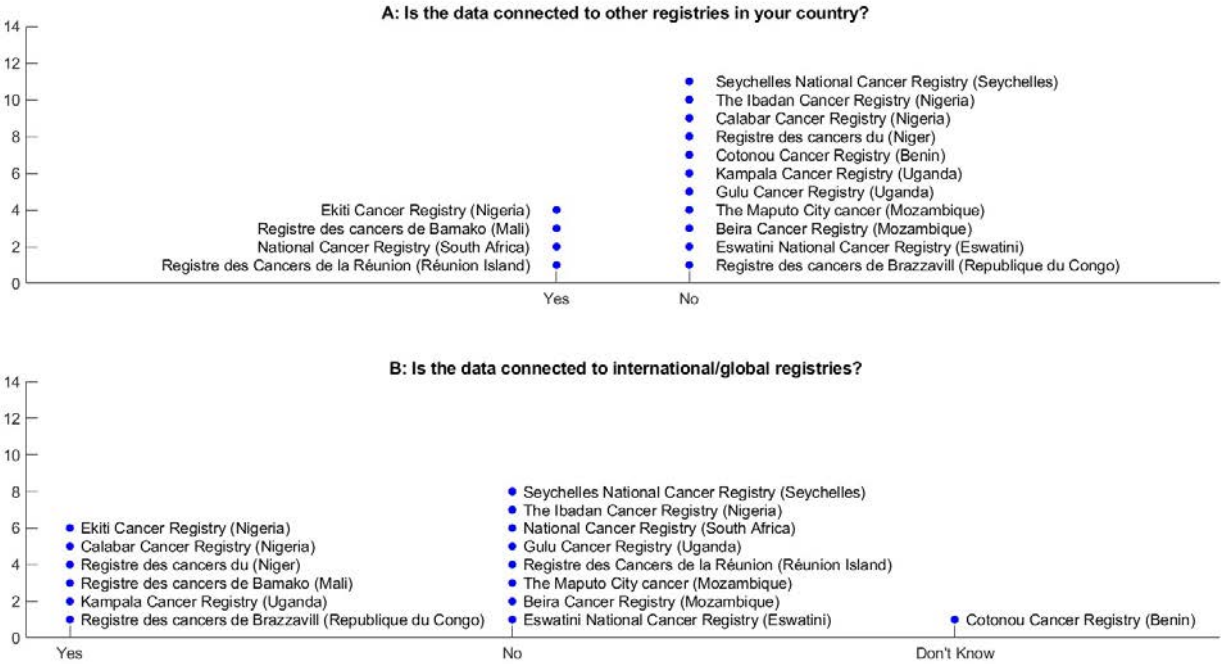 A: Is the data connected to other registries in your country?
14
12
10
8
6
4
2
0
Seychelles National Cancer Registry (Seychelles)
The Ibadan Cancer Registry (Nigeria)
Calabar Cancer Registry (Nigeria)
Registre des cancers du (Niger)
Cotonou Cancer Registry (Benin)
Kampala Cancer Registry (Uganda)
Gulu Cancer Registry (Uganda)
Ekiti Cancer Registry (Nigeria) The Maputo City cancer (Mozambique)
Registre des cancers de Bamako (Mali) Beira Cancer Registry (Mozambique)
National Cancer Registry (South Africa) Eswatini National Cancer Registry (Eswatini)
Registre des Cancers de la Réunion (Réunion Island) Registre des cancers de Brazzavill (Republique du Congo)
Yes No
B: Is the data connected to international/global registries?
14
12
10
8
6
4
2
0
Seychelles National Cancer Registry (Seychelles)
The Ibadan Cancer Registry (Nigeria)
Ekiti Cancer Registry (Nigeria) National Cancer Registry (South Africa)
Calabar Cancer Registry (Nigeria) Gulu Cancer Registry (Uganda)
Registre des cancers du (Niger) Registre des Cancers de la Réunion (Réunion Island)
Registre des cancers de Bamako (Mali) The Maputo City cancer (Mozambique)
Kampala Cancer Registry (Uganda) Beira Cancer Registry (Mozambique)
Registre des cancers de Brazzavill (Republique du Congo) Eswatini National Cancer Registry (Eswatini) Cotonou Cancer Registry (Benin)
Yes No Don't Know